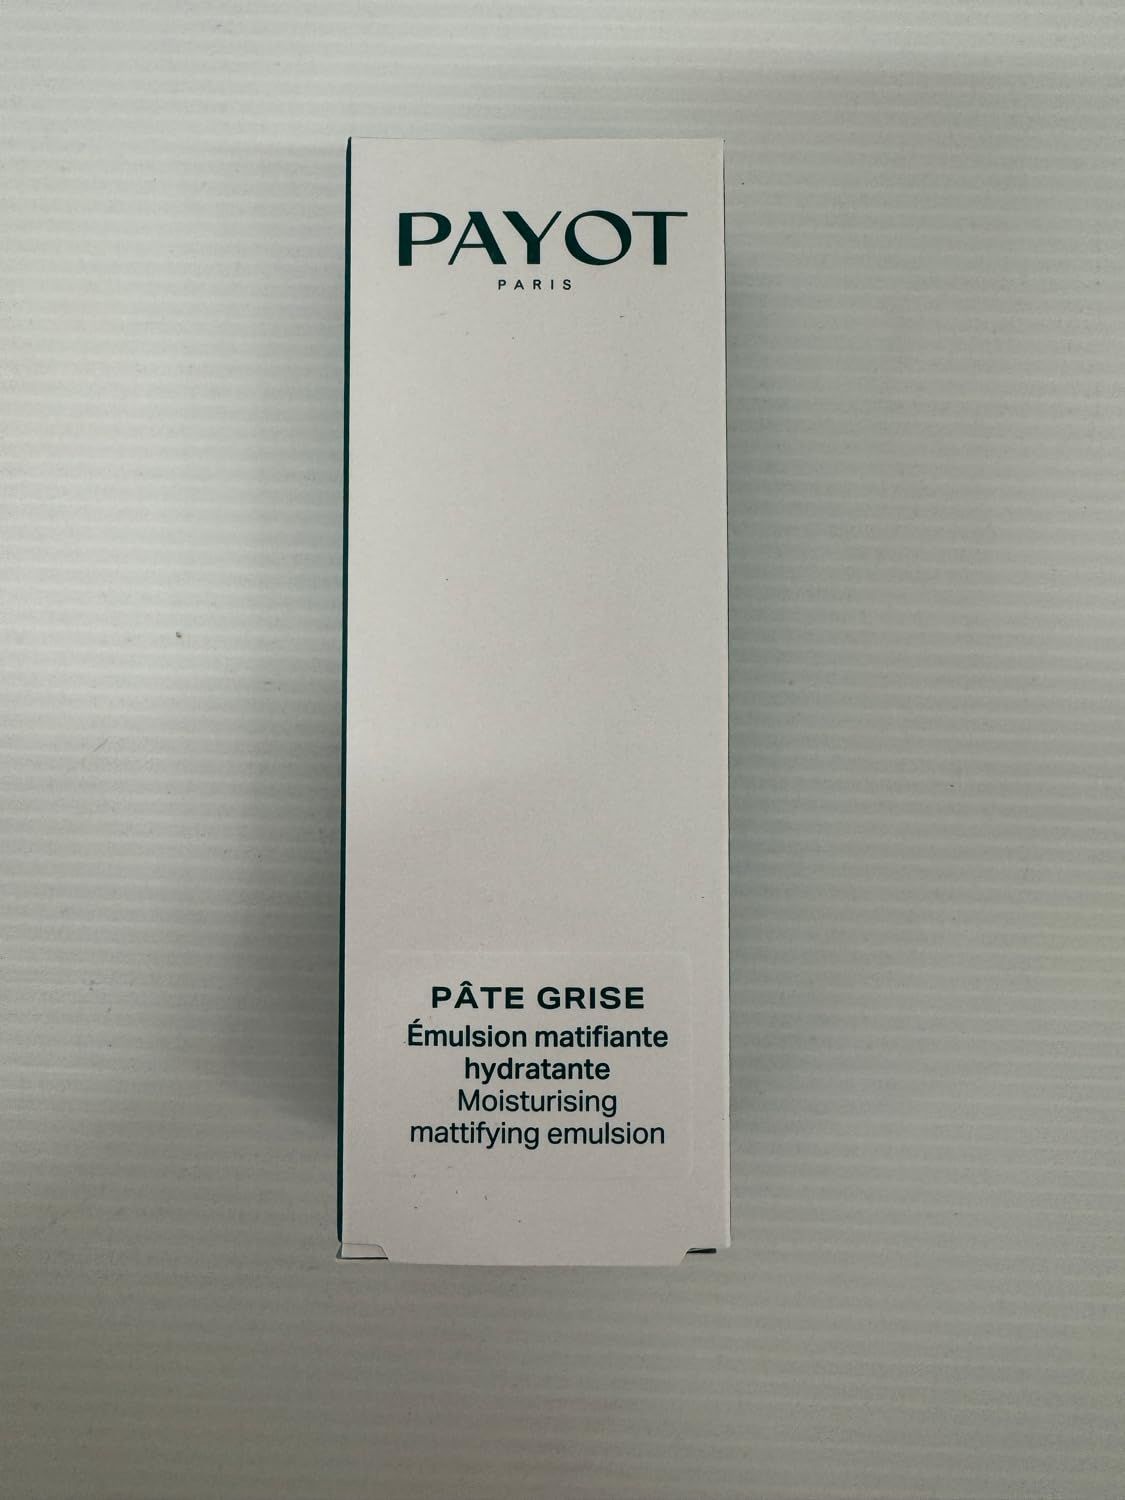 PAYOT
PARIS
PÂTE GRISE
Émulsion matifiante
hydratante
Moisturising
mattifying emulsion